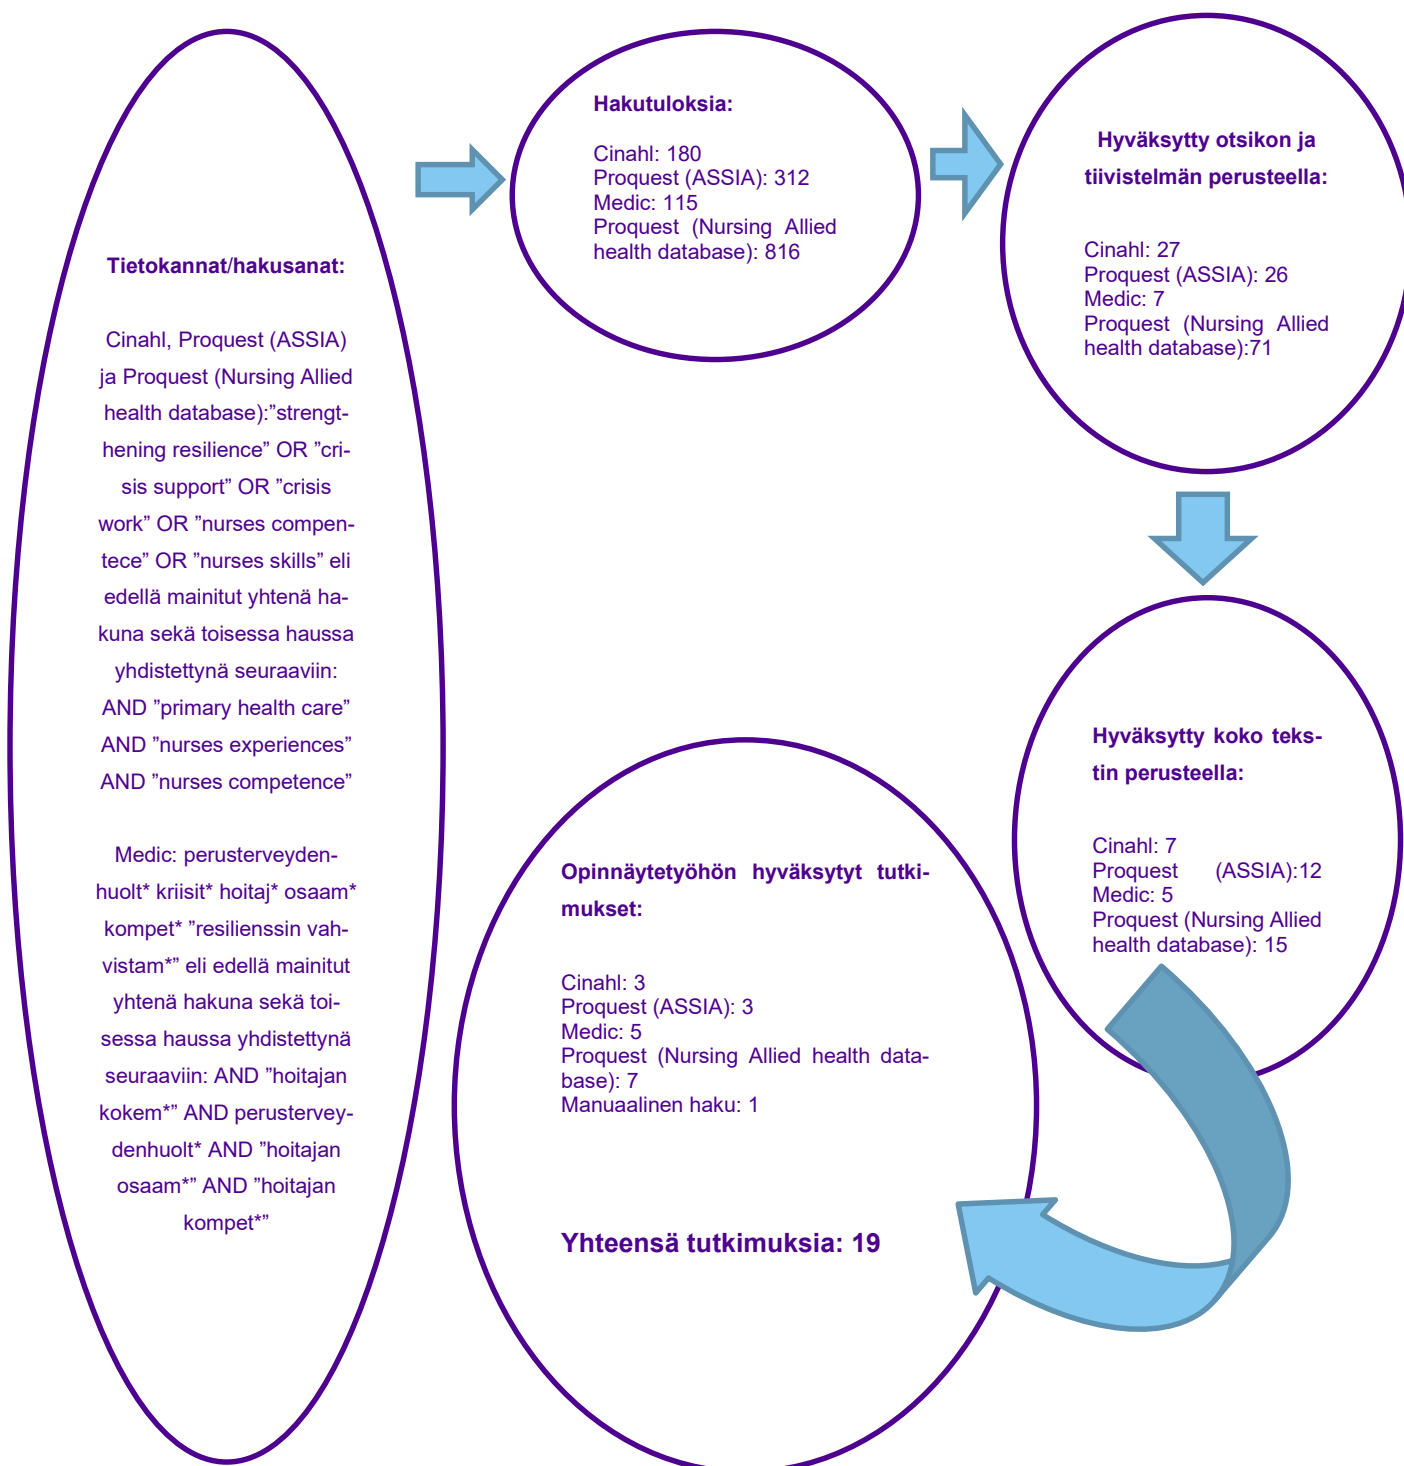 Tietokannat/hakusanat:
Cinahl, Proquest (ASSIA)
ja Proquest (Nursing Allied
health database):”strengt-
hening resilience” OR ”cri-
sis support” OR ”crisis
work” OR ”nurses compen-
tece” OR ”nurses skills” eli
edellä mainitut yhtenä ha-
kuna sekä toisessa haussa
yhdistettynä seuraaviin:
AND ”primary health care”
AND ”nurses experiences”
AND ”nurses competence”
Medic: perusterveyden-
huolt* kriisit* hoitaj* osaam*
kompet* ”resilienssin vah-
vistam*” eli edellä mainitut
yhtenä hakuna sekä toi-
sessa haussa yhdistettynä
seuraaviin: AND ”hoitajan
kokem*” AND perustervey-
denhuolt* AND ”hoitajan
osaam*” AND ”hoitajan
kompet*”
Hakutuloksia:
Cinahl: 180
Proquest (ASSIA): 312
Medic: 115
Proquest (Nursing Allied
health database): 816
Hyväksytty otsikon ja
tiivistelmän perusteella:
Cinahl: 27
Proquest (ASSIA): 26
Medic: 7
Proquest (Nursing Allied
health database):71
Hyväksytty koko teks-
tin perusteella:
Cinahl: 7
Proquest (ASSIA):12
Medic: 5
Proquest (Nursing Allied
health database): 15
Opinnäytetyöhön hyväksytyt tutki-
mukset:
Cinahl: 3
Proquest (ASSIA): 3
Medic: 5
Proquest (Nursing Allied health data-
base): 7
Manuaalinen haku: 1
Yhteensä tutkimuksia: 19